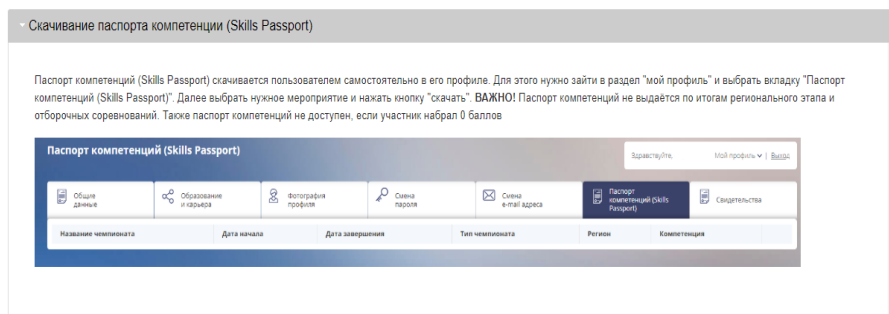 Скачивание паспорта компетенции (Skills Passport)
Паспорт компетенций (Skills Passport) скачивается пользователем самостоятельно в его профиле. Для этого нужно зайти в раздел "мой профиль" и выбрать вкладку "Паспорт
компетенций (Skills Passport)". Далее выбрать нужное мероприятие и нажать кнопку "скачать". ВАЖНО! Паспорт компетенций не выдаётся по итогам регионального этапа и
отборочных соревнований. Также паспорт компетенций не доступен, если участник набрал 0 баллов
Паспорт компетенций (Skills Passport)
Здравствуйте,
Мой профиль | Выход
Общие
данные
Образование
и карьера
Фотография
профиля
Смена
пароля
Смена
e-mail адреса
Паспорт
компетенций (Skills
Passport)
Свидетельства
Название чемпионата
Дата начала
Дата завершения
Тип чемпионата
Регион
Компетенция